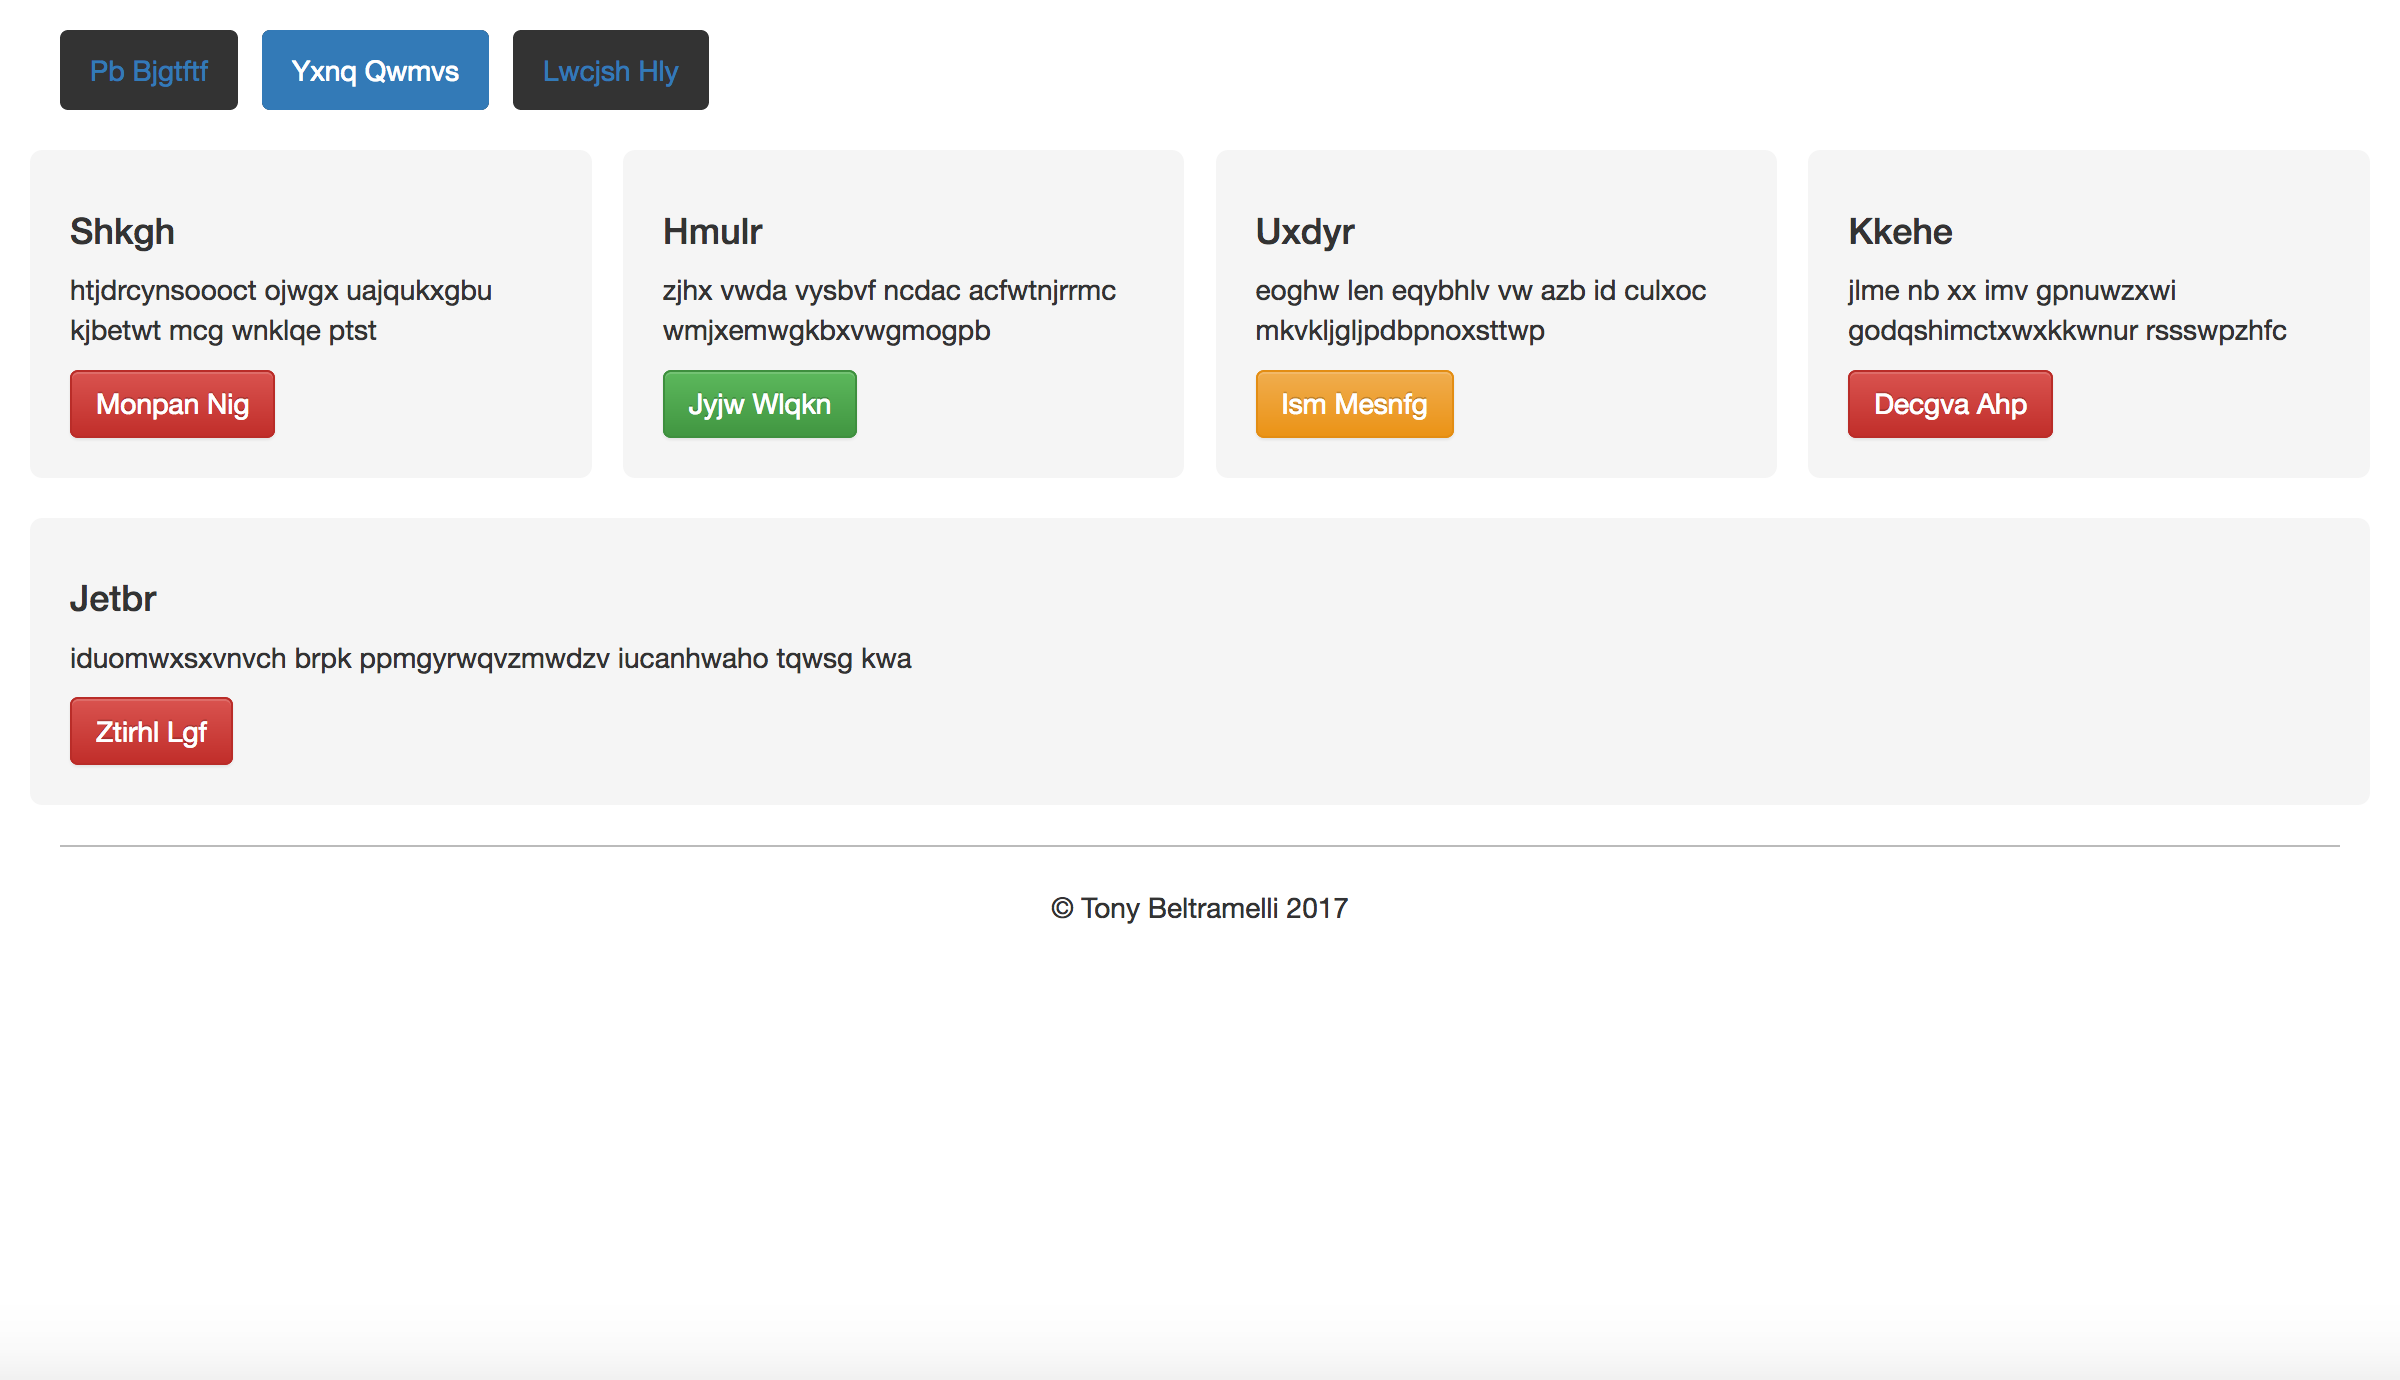 Pb Bjgtftf
Yxnq Qwmvs
Lwcjsh Hly
Shkgh
htjdrcynsoooct ojwgx uajqukxgbu
kjbetwt mcg wnklqe ptst
Monpan Nig
Hmulr
zjhx vwda vysbvf ncdac acfwtnjrrmc
wmjxemwgkbxvwgmogpb
Jyjw Wlqkn
Uxdyr
eoghw len eqybhlv vw azb id culxoc
mkvkljgljpdbpnoxsttwp
Ism Mesnfg
Kkehe
jlme nb xx imv gpnuwzxwi
godqshimctxwxkkwnur rssswpzhfc
Decgva Ahp
Jetbr
iduomwxsxvnvch brpk ppmgyrwqvzmwdzv iucanhwaho tqwsg kwa
Ztirhl Lgf
© Tony Beltramelli 2017